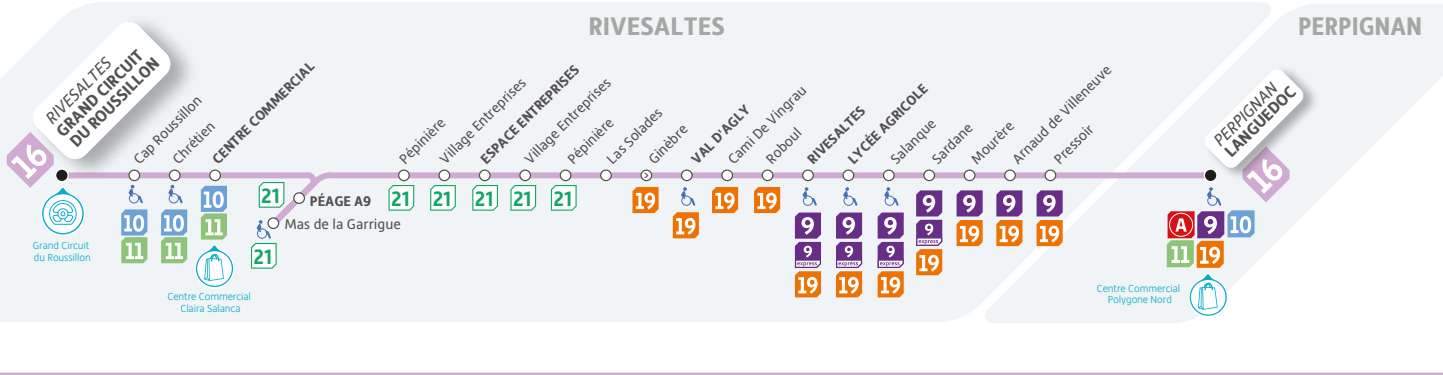 RIVESALTES
PERPIGNAN
16
RIVESALTES
GRAND CIRCUIT
DU ROUSSILLON
Cap Roussillon
Chrétien
CENTRE COMMERCIAL
Pépinière
Village Entreprises
ESPACE ENTREPRISES
Village Entreprises
Pépinière
Las Solades
Ginèbre
VAL D'AGLY
Cami De Vingrau
Roboul
RIVESALTES
LYCÉE AGRICOLE
Salanque
Sardane
Mourère
Arnaud de Villeneuve
Pressoir
PERPIGNAN
LANGUEDOC
16
Grand Circuit
du Roussillon
10
11
10
11
10
11
Centre Commercial
Claira Salanca
21
PÉAGE A9
Mas de la Garrigue
21
21
21
21
21
21
19
19
19
19
9
9
express
19
9
9
express
19
9
9
express
19
9
9
express
19
9
19
9
19
9
19
A
9
10
11
19
Centre Commercial
Polygone Nord